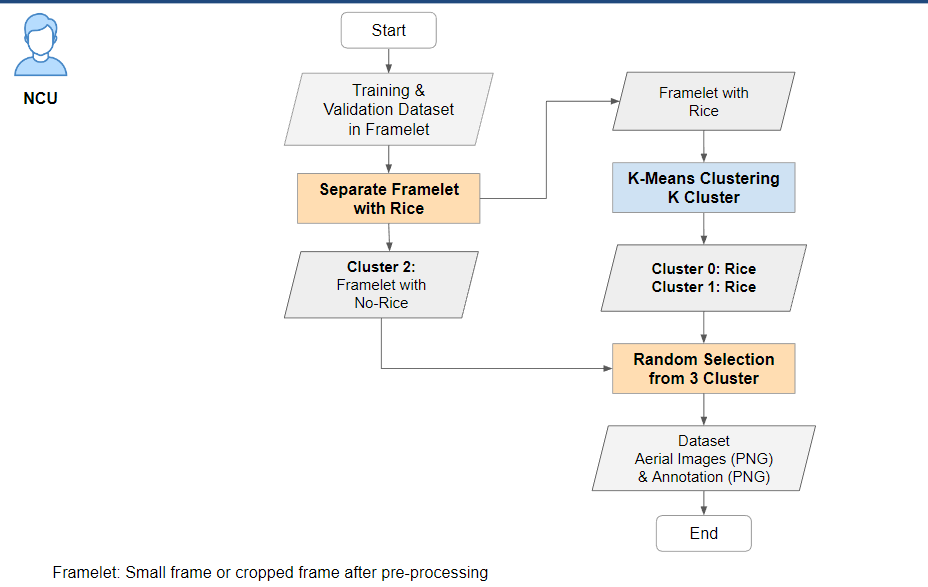 NCU
Start
Training &
Validation Dataset
in Framelet
Separate Framelet
with Rice
Cluster 2:
Framelet with
No-Rice
Framelet with
Rice
K-Means Clustering
K Cluster
Cluster 0: Rice
Cluster 1: Rice
Random Selection
from 3 Cluster
Dataset
Aerial Images (PNG)
& Annotation (PNG)
End
Framelet: Small frame or cropped frame after pre-processing